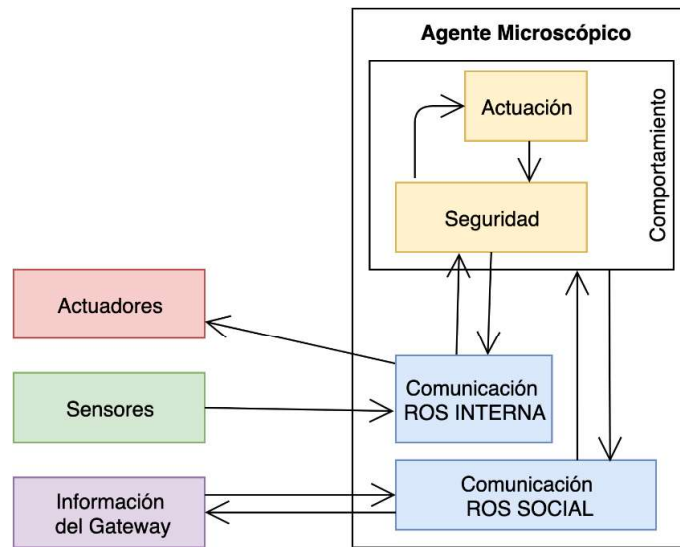 Agente Microscópico
Actuación
Seguridad
Comportamiento
Actuadores
Sensores
Comunicación
ROS INTERNA
Información
del Gateway
Comunicación
ROS SOCIAL